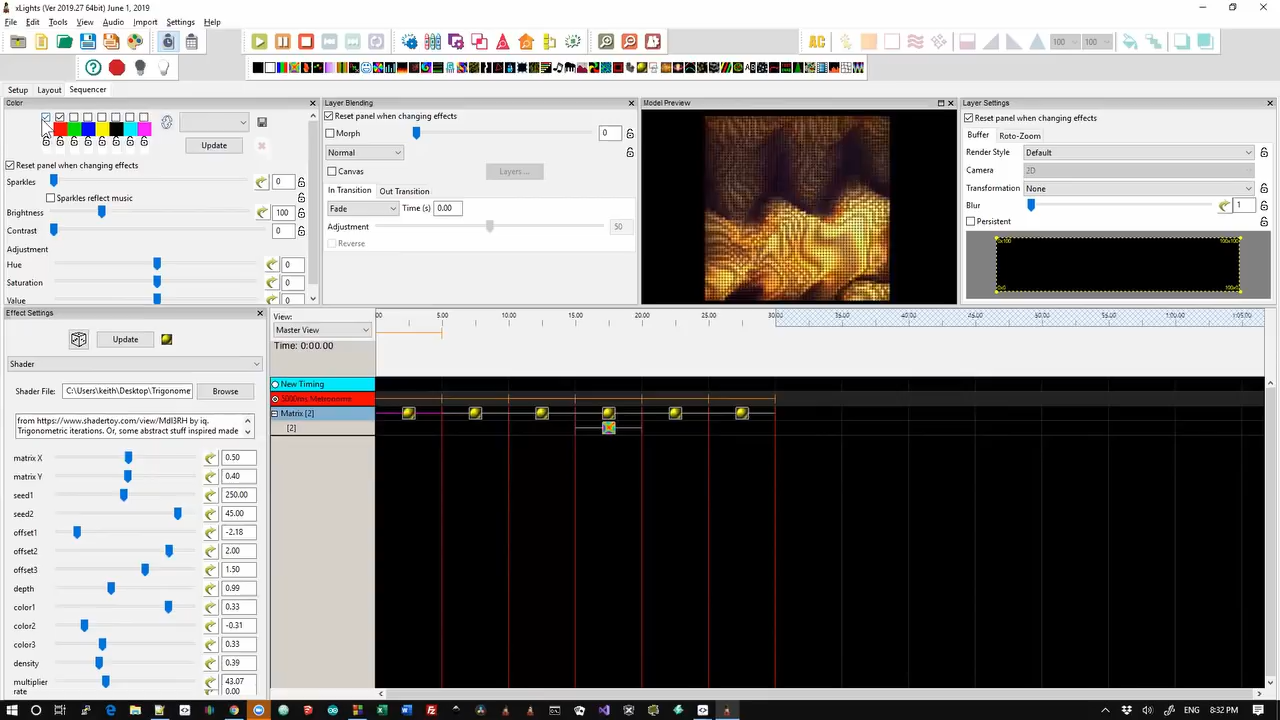 xLights (Ver 2019.27 64bit) June 1, 2019
File Edit Tools View Audio Import Settings Help
AC 100 100
Setup Layout Sequencer
Color
Update
Reset panel when changing effects
Sparkles 0
Sparkles reflect music
Brightness 100
Contrast 0
Adjustment
Hue 0
Saturation 0
Value 0
Layer Blending
Reset panel when changing effects
Morph 0
Normal
Canvas Layers ...
In Transition Out Transition
Fade Time (s) 0.00
Adjustment 50
Reverse
Model Preview
Layer Settings
Reset panel when changing effects
Buffer Roto-Zoom
Render Style Default
Camera 2D
Transformation None
Blur 1
Persistent
0x100 100x100
0x0
Effect Settings
Update
Shader
Shader File: C:\Users\keith\Desktop\Trigonome Browse
from https://www.shadertoy.com/view/MdI3RH by iq.
Trigonometric iterations. Or, some abstract stuff inspired made
matrix X 0.50
matrix Y 0.40
seed1 250.00
seed2 45.00
offset1 -2.18
offset2 2.00
offset3 1.50
depth 0.99
color1 0.33
color2 -0.31
color3 0.33
density 0.39
multiplier 43.07
rate 0.00
View:
Master View
Time: 0:00.00
5.00 10.00 15.00 20.00 25.00 30.00 35.00 40.00 45.00 50.00 55.00 1:00.00 1:05.00
New Timing
5000ms Metronome
Matrix [2]
[2]
ENG 8:32 PM